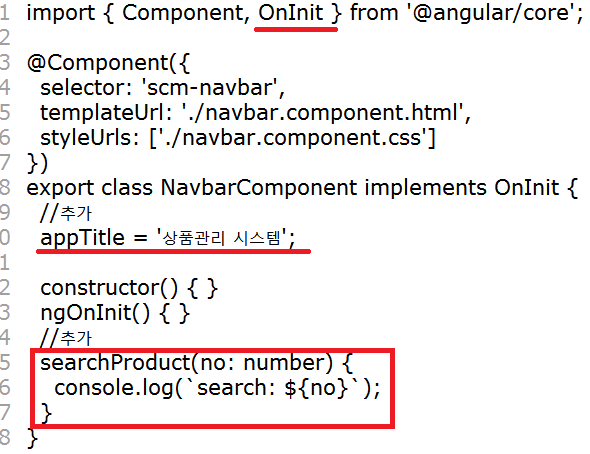 1 import { Component, OnInit } from '@angular/core';
2
3 @Component({
4   selector: 'scm-navbar',
5   templateUrl: './navbar.component.html',
6   styleUrls: ['./navbar.component.css']
7 })
8 export class NavbarComponent implements OnInit {
9   //추가
0   appTitle = '상품관리 시스템';
1
2   constructor() { }
3   ngOnInit() { }
4   //추가
5   searchProduct(no: number) {
6     console.log(`search: ${no}`);
7   }
8 }